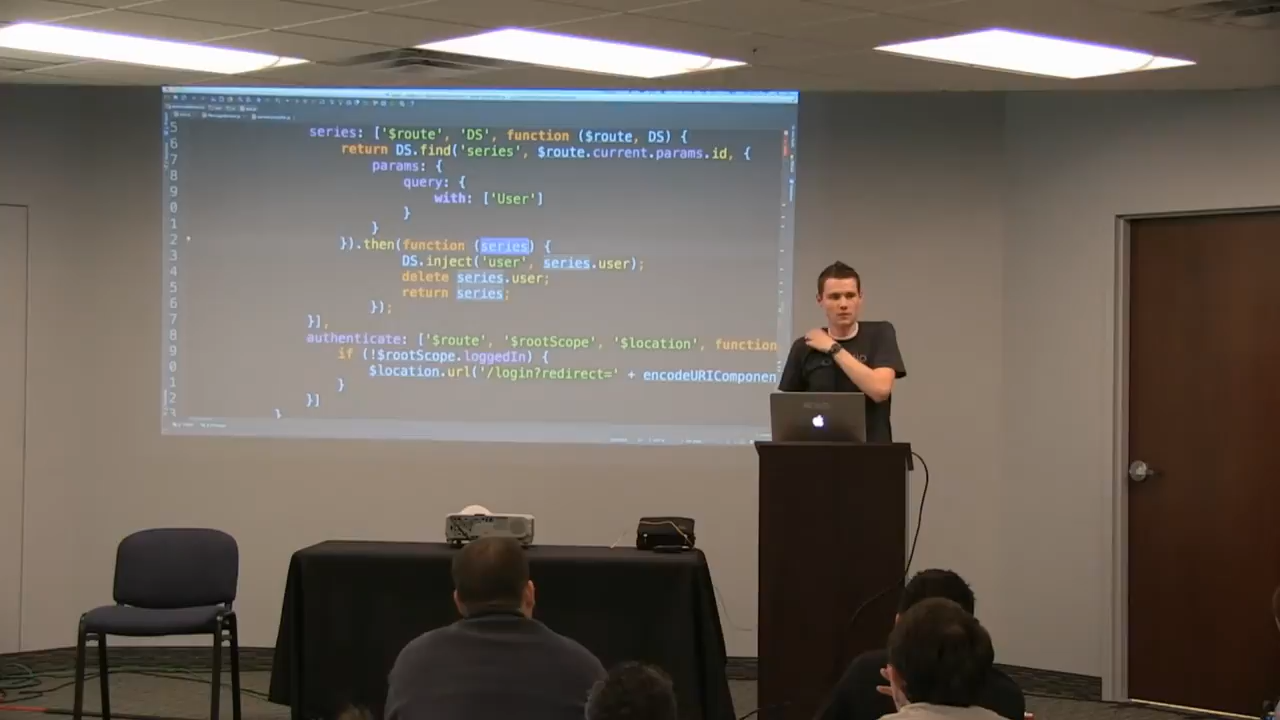 5 series: ['$route', 'DS', function ($route, DS) {
6 return DS.find('series', $route.current.params.id, {
7 params: {
8 query: {
9 with: ['User']
0 }
1 }
2 }).then(function (series) {
3 DS.inject('user', series.user);
4 delete series.user;
5 return series;
6 });
7 }],
8 authenticate: ['$route', '$rootScope', '$location', function
9 if (!$rootScope.loggedIn) {
0 $location.url('/login?redirect=' + encodeURIComponen
1 }
2 }]
3 }